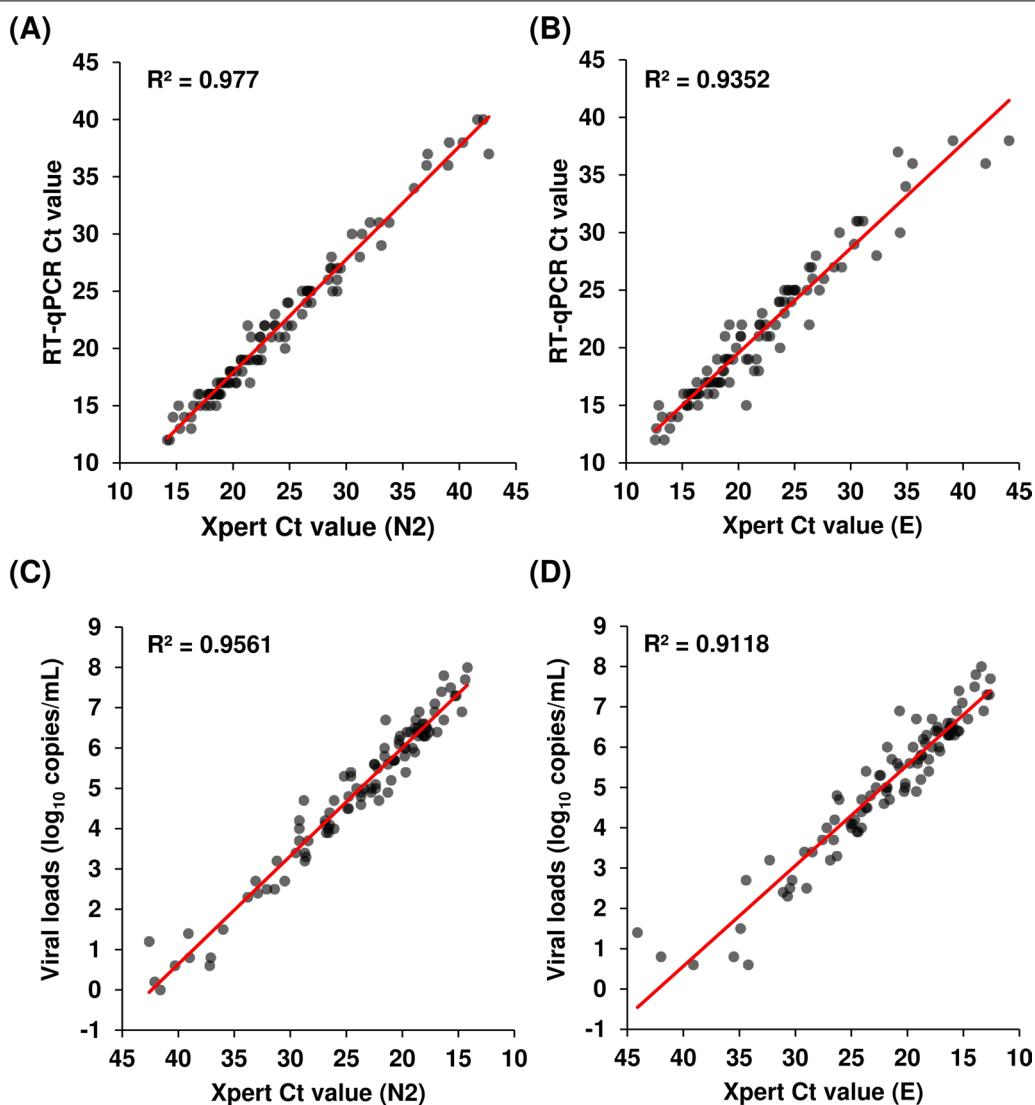 (A)
R² = 0.977
RT-qPCR Ct value
45
40
35
30
25
20
15
10
10 15 20 25 30 35 40 45
Xpert Ct value (N2)
(B)
R² = 0.9352
RT-qPCR Ct value
45
40
35
30
25
20
15
10
10 15 20 25 30 35 40 45
Xpert Ct value (E)
(C)
R² = 0.9561
Viral loads (log₁₀ copies/mL)
9
8
7
6
5
4
3
2
1
0
-1
45 40 35 30 25 20 15 10
Xpert Ct value (N2)
(D)
R² = 0.9118
Viral loads (log₁₀ copies/mL)
9
8
7
6
5
4
3
2
1
0
-1
45 40 35 30 25 20 15 10
Xpert Ct value (E)